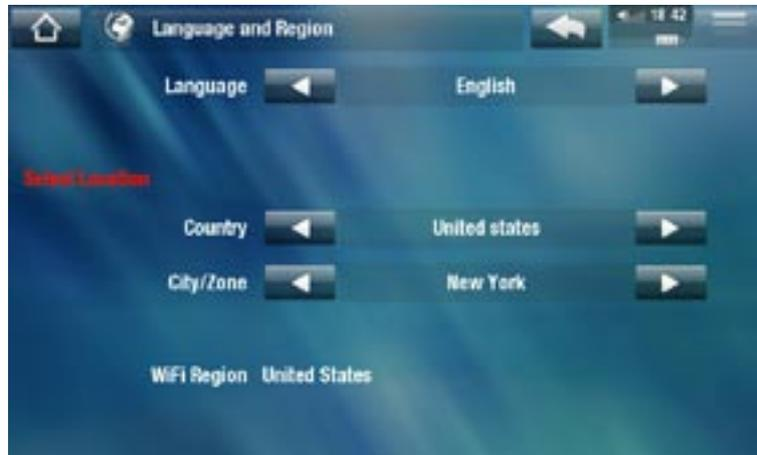 Language and Region
18 42
Language English
Select Location
Country United states
City/Zone New York
WiFi Region United States